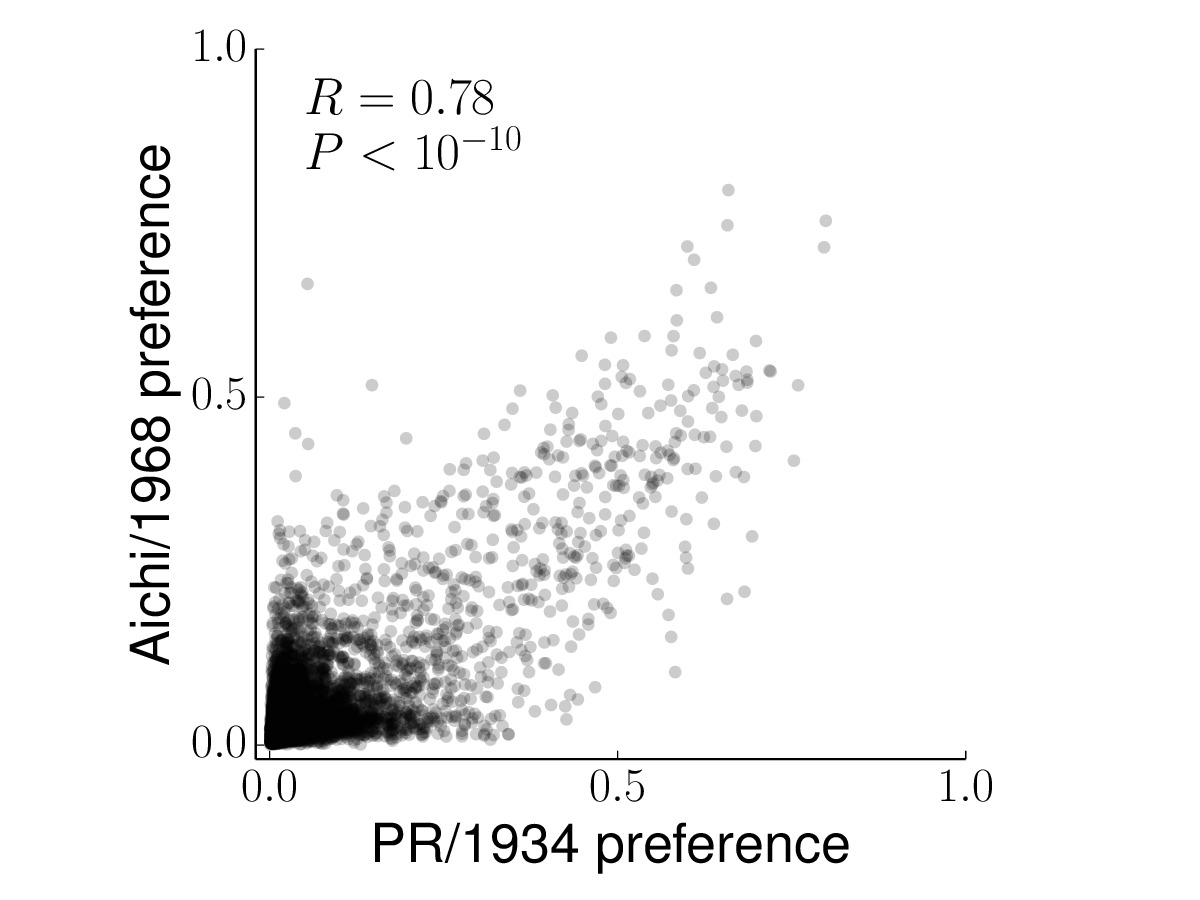 1.0
R = 0.78
P < 10⁻¹⁰
Aichi/1968 preference
0.5
0.0
0.0 0.5 1.0
PR/1934 preference